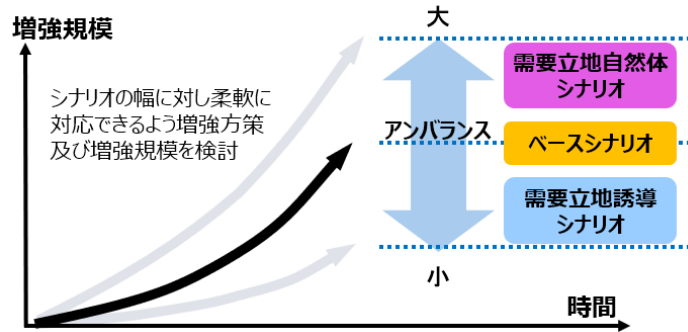 増強規模
シナリオの幅に対し柔軟に
対応できるよう増強方策
及び増強規模を検討
大
アンバランス
小
需要立地自然体
シナリオ
ベースシナリオ
需要立地誘導
シナリオ
時間